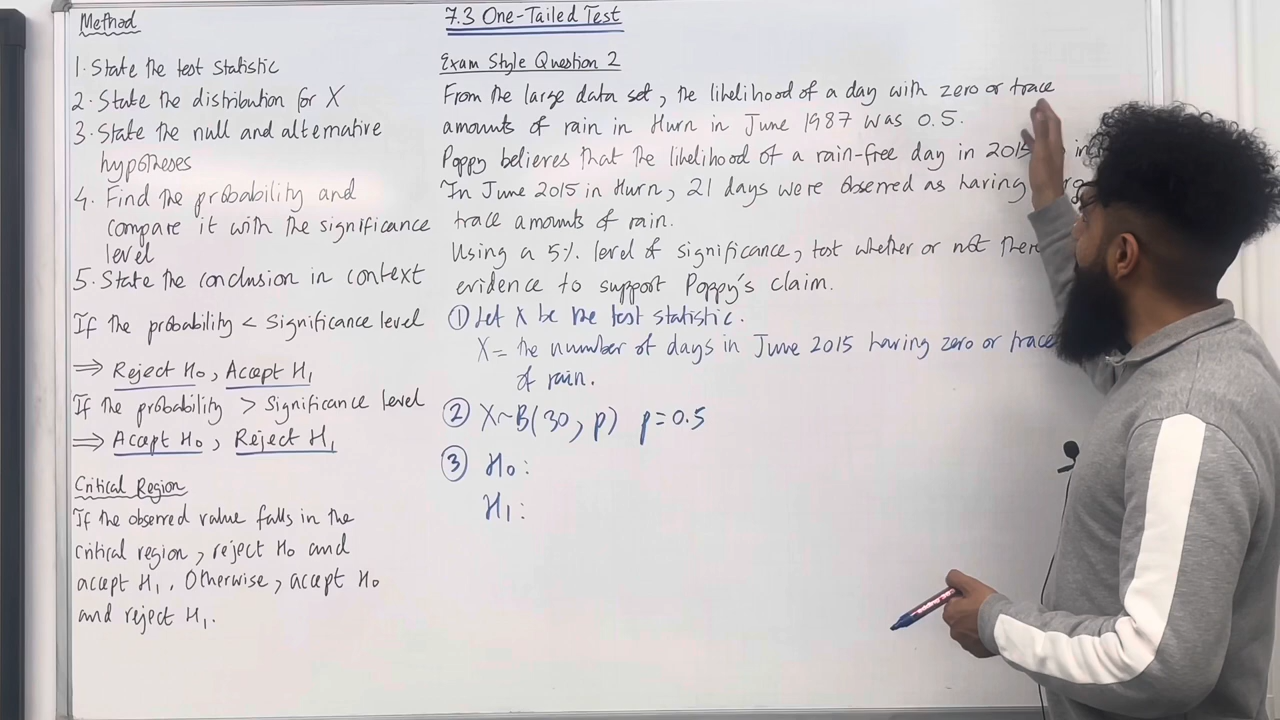 Method
1. State the test statistic
2. State the distribution for X
3. State the null and alternative
hypotheses
4. Find the probability and
compare it with the significance
level
5. State the conclusion in context
If the probability < significance level
⟹ Reject H₀, Accept H₁
If the probability > Significance level
⟹ Accept H₀, Reject H₁
Critical Region
If the observed value falls in the
critical region, reject H₀ and
accept H₁. Otherwise, accept H₀
and reject H₁.
7.3 One-Tailed Test
Exam Style Question 2
From the large data set, the likelihood of a day with zero or trace
amounts of rain in Hurn in June 1987 was 0.5.
Poppy believes that the likelihood of a rain-free day in 2015
In June 2015 in Hurn, 21 days were observed as having
trace amounts of rain.
Using a 5% level of significance, test whether or not there
evidence to support Poppy's claim.
① Let X be the test statistic.
X = the number of days in June 2015 having zero or trace
of rain.
② X~B(30, p) p=0.5
③ H₀:
H₁: